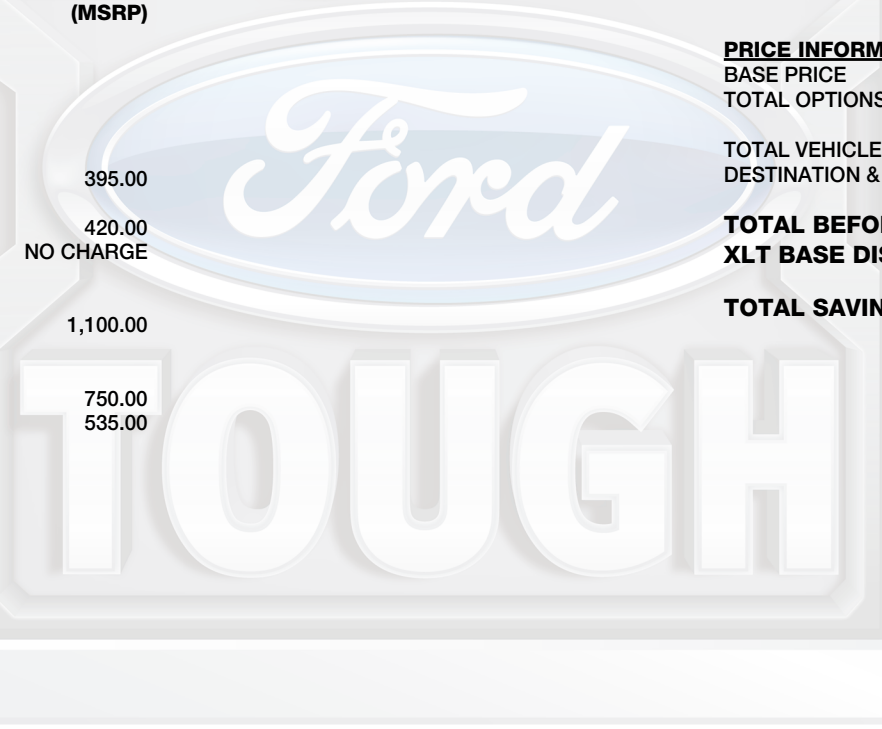 (MSRP)
395.00
420.00
NO CHARGE
1,100.00
750.00
535.00
PRICE INFORM
BASE PRICE
TOTAL OPTIONS
TOTAL VEHICLE
DESTINATION &
TOTAL BEFO
XLT BASE DIS
TOTAL SAVIN
Ford
TOUGH